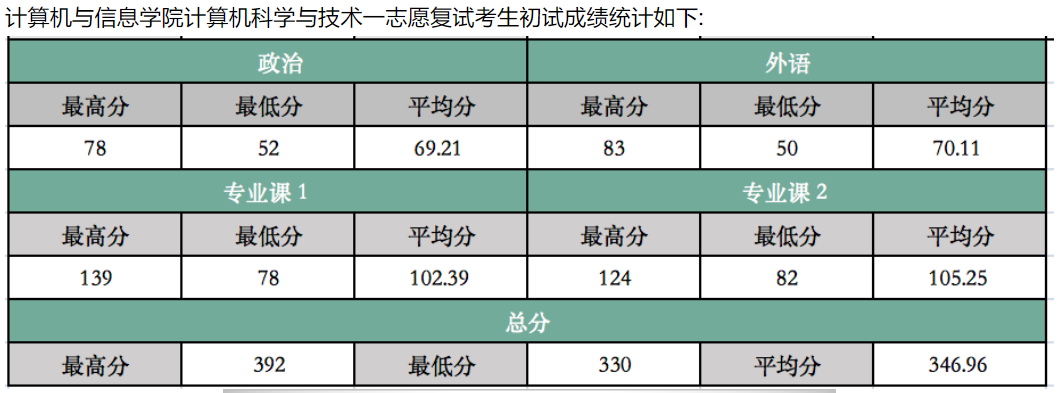 计算机与信息学院计算机科学与技术一志愿复试考生初试成绩统计如下:
政治 外语
最高分 最低分 平均分 最高分 最低分 平均分
78 52 69.21 83 50 70.11
专业课 1 专业课 2
最高分 最低分 平均分 最高分 最低分 平均分
139 78 102.39 124 82 105.25
总分
最高分 392 最低分 330 平均分 346.96